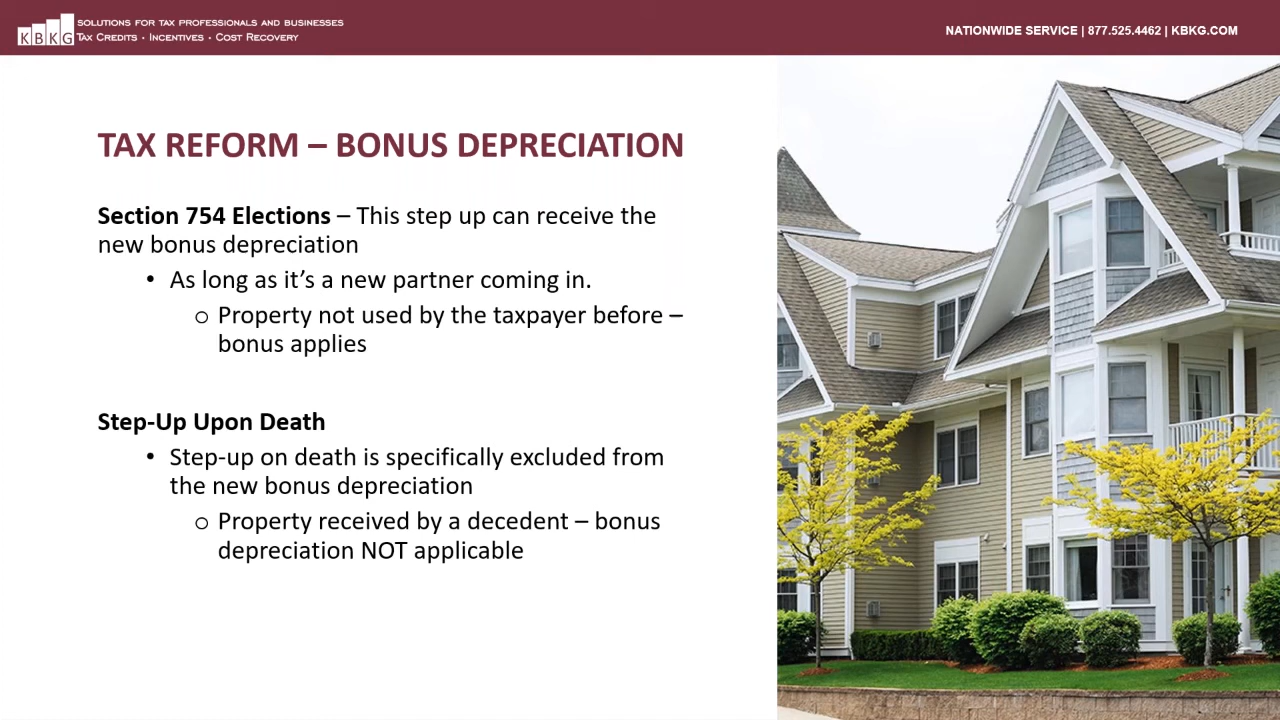 KBKG
SOLUTIONS FOR TAX PROFESSIONALS AND BUSINESSES
TAX CREDITS · INCENTIVES · COST RECOVERY
NATIONWIDE SERVICE | 877.525.4462 | KBKG.COM
TAX REFORM – BONUS DEPRECIATION
Section 754 Elections – This step up can receive the
new bonus depreciation
• As long as it’s a new partner coming in.
o Property not used by the taxpayer before –
bonus applies
Step-Up Upon Death
• Step-up on death is specifically excluded from
the new bonus depreciation
o Property received by a decedent – bonus
depreciation NOT applicable